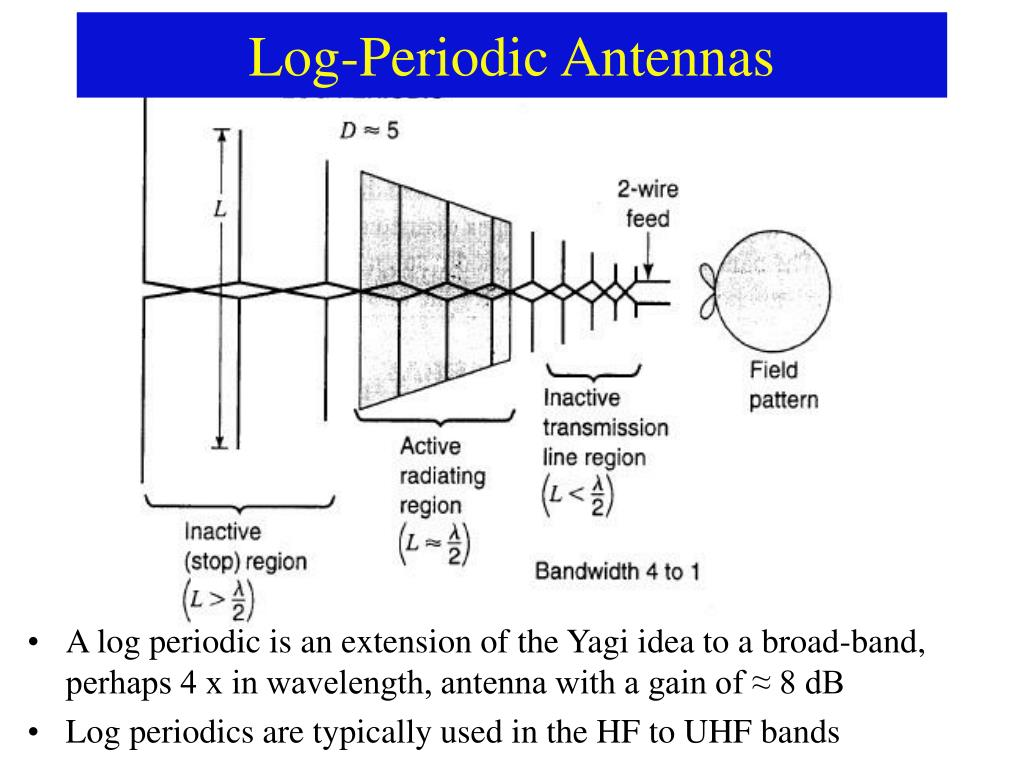 Log-Periodic Antennas
D ≈ 5
L
2-wire
feed
Field
pattern
Inactive
transmission
line region
(L < λ/2)
Active
radiating
region
(L ≈ λ/2)
Inactive
(stop) region
(L > λ/2)
Bandwidth 4 to 1
• A log periodic is an extension of the Yagi idea to a broad-band,
perhaps 4 x in wavelength, antenna with a gain of ≈ 8 dB
• Log periodics are typically used in the HF to UHF bands